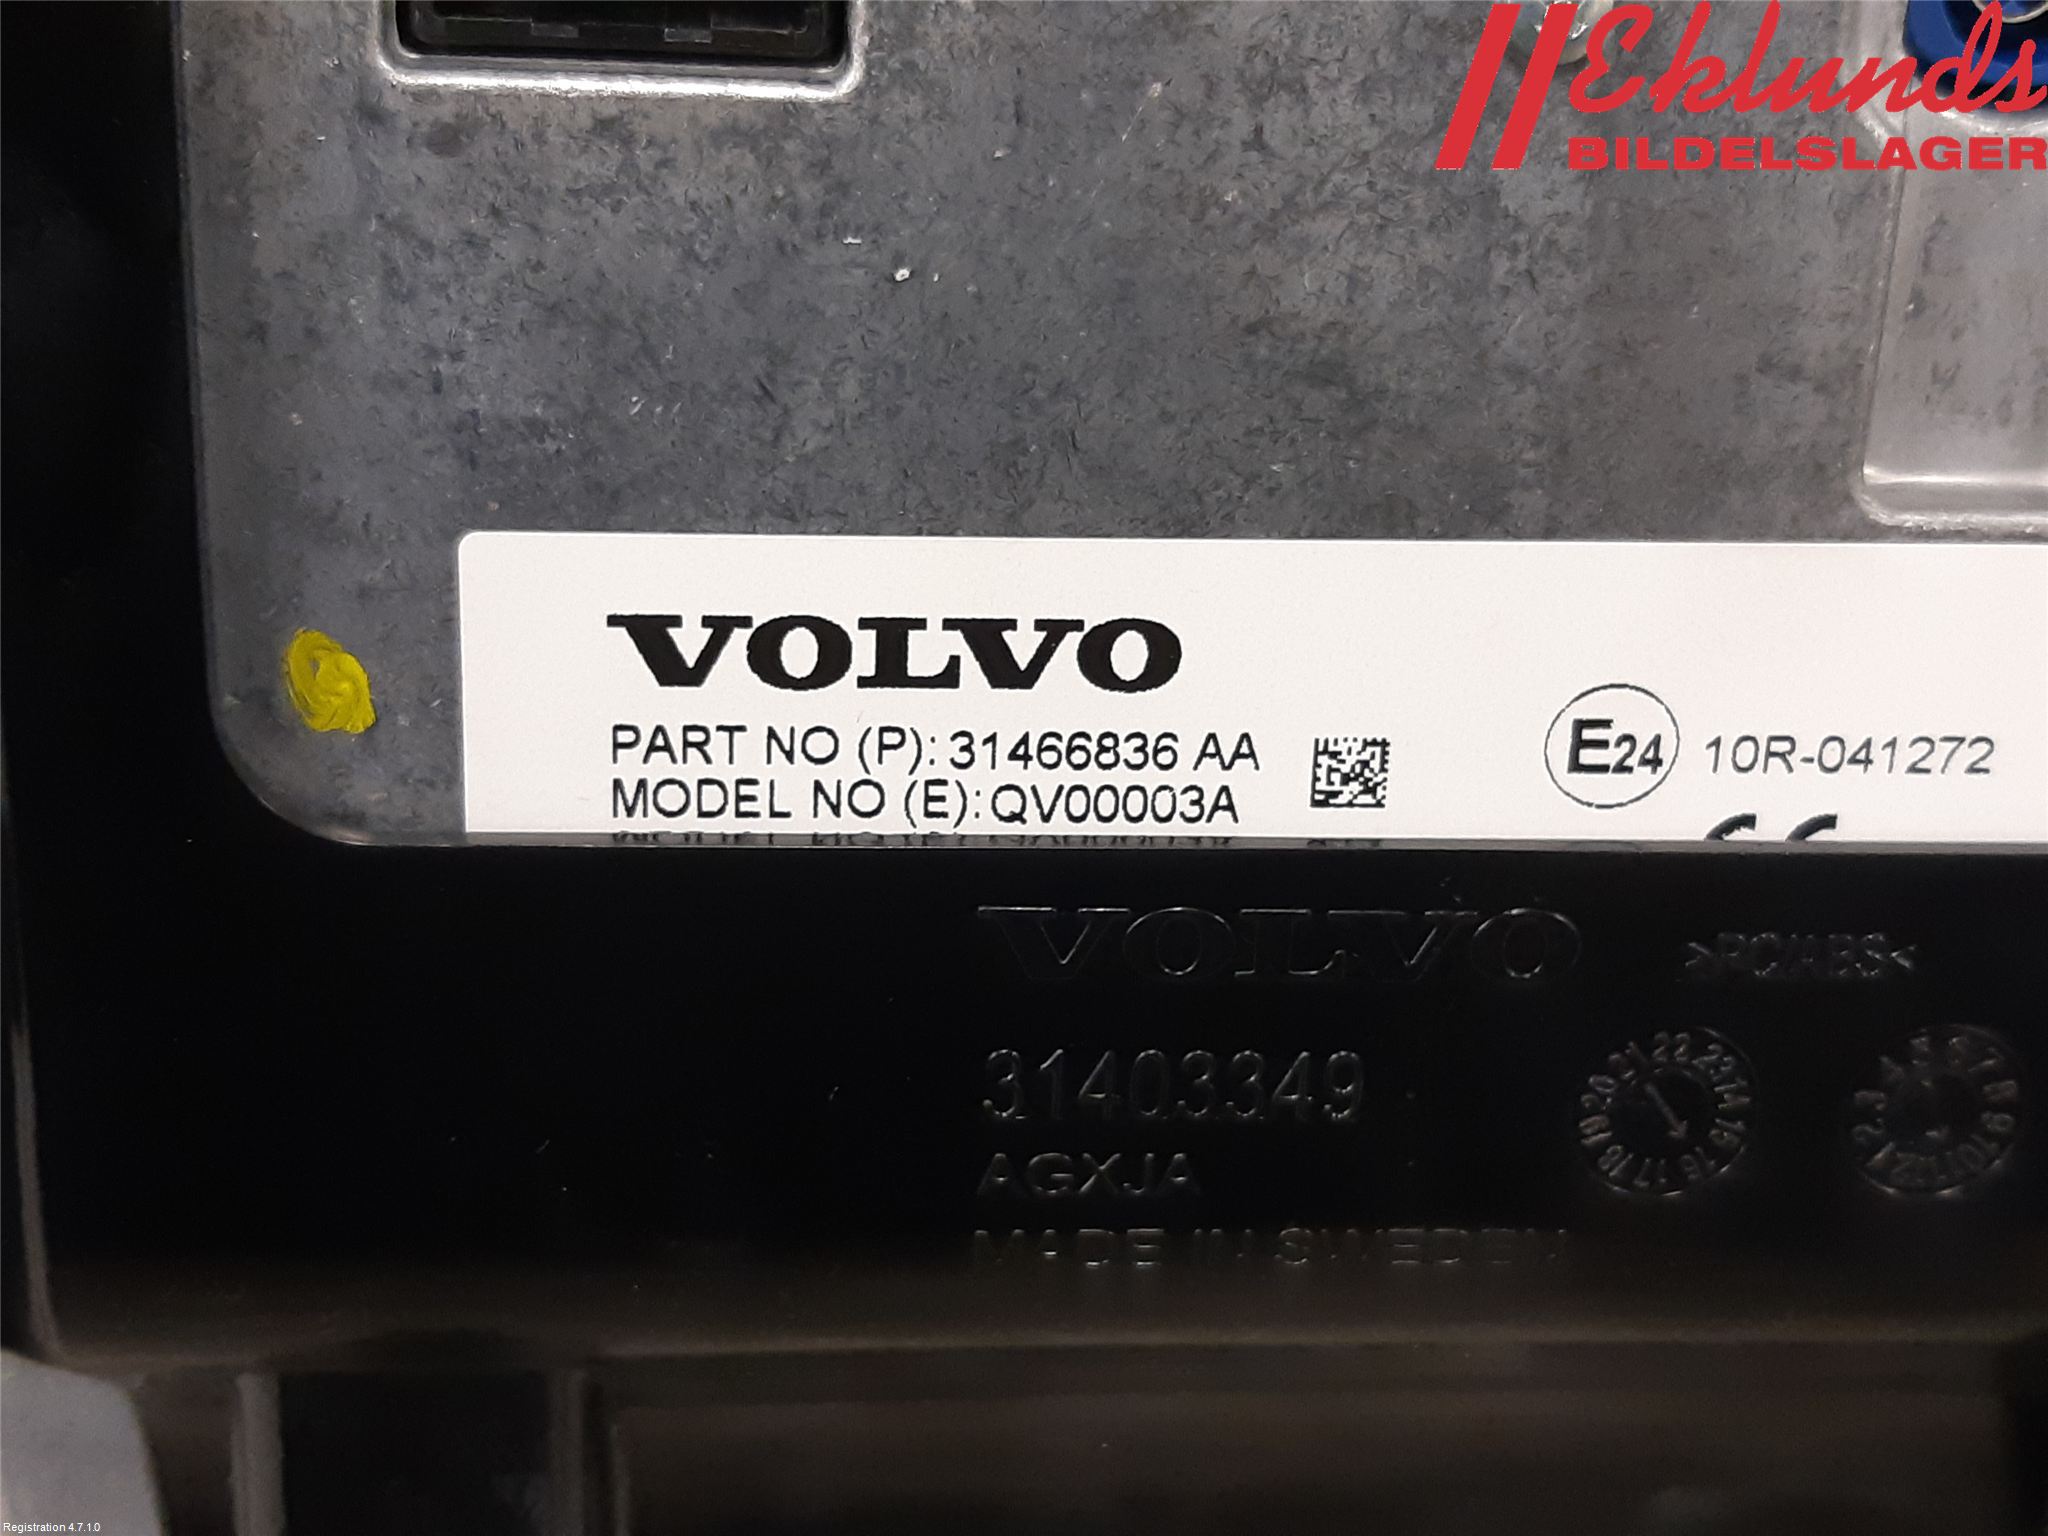 Eklunds
BILDELSLAGER
VOLVO
PART NO (P): 31466836 AA
MODEL NO (E): QV00003A
E24 10R-041272
VOLVO
>PC/ABS<
31403349
AGXJA
MADE IN SWEDEN
Registration 4.7.1.0